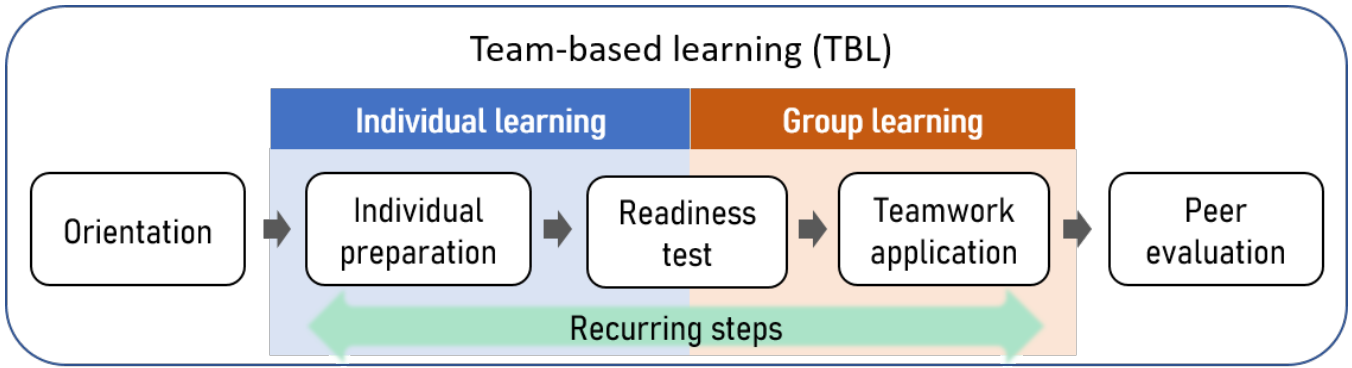 Team-based learning (TBL)
Individual learning
Group learning
Orientation
Individual
preparation
Readiness
test
Teamwork
application
Peer
evaluation
Recurring steps